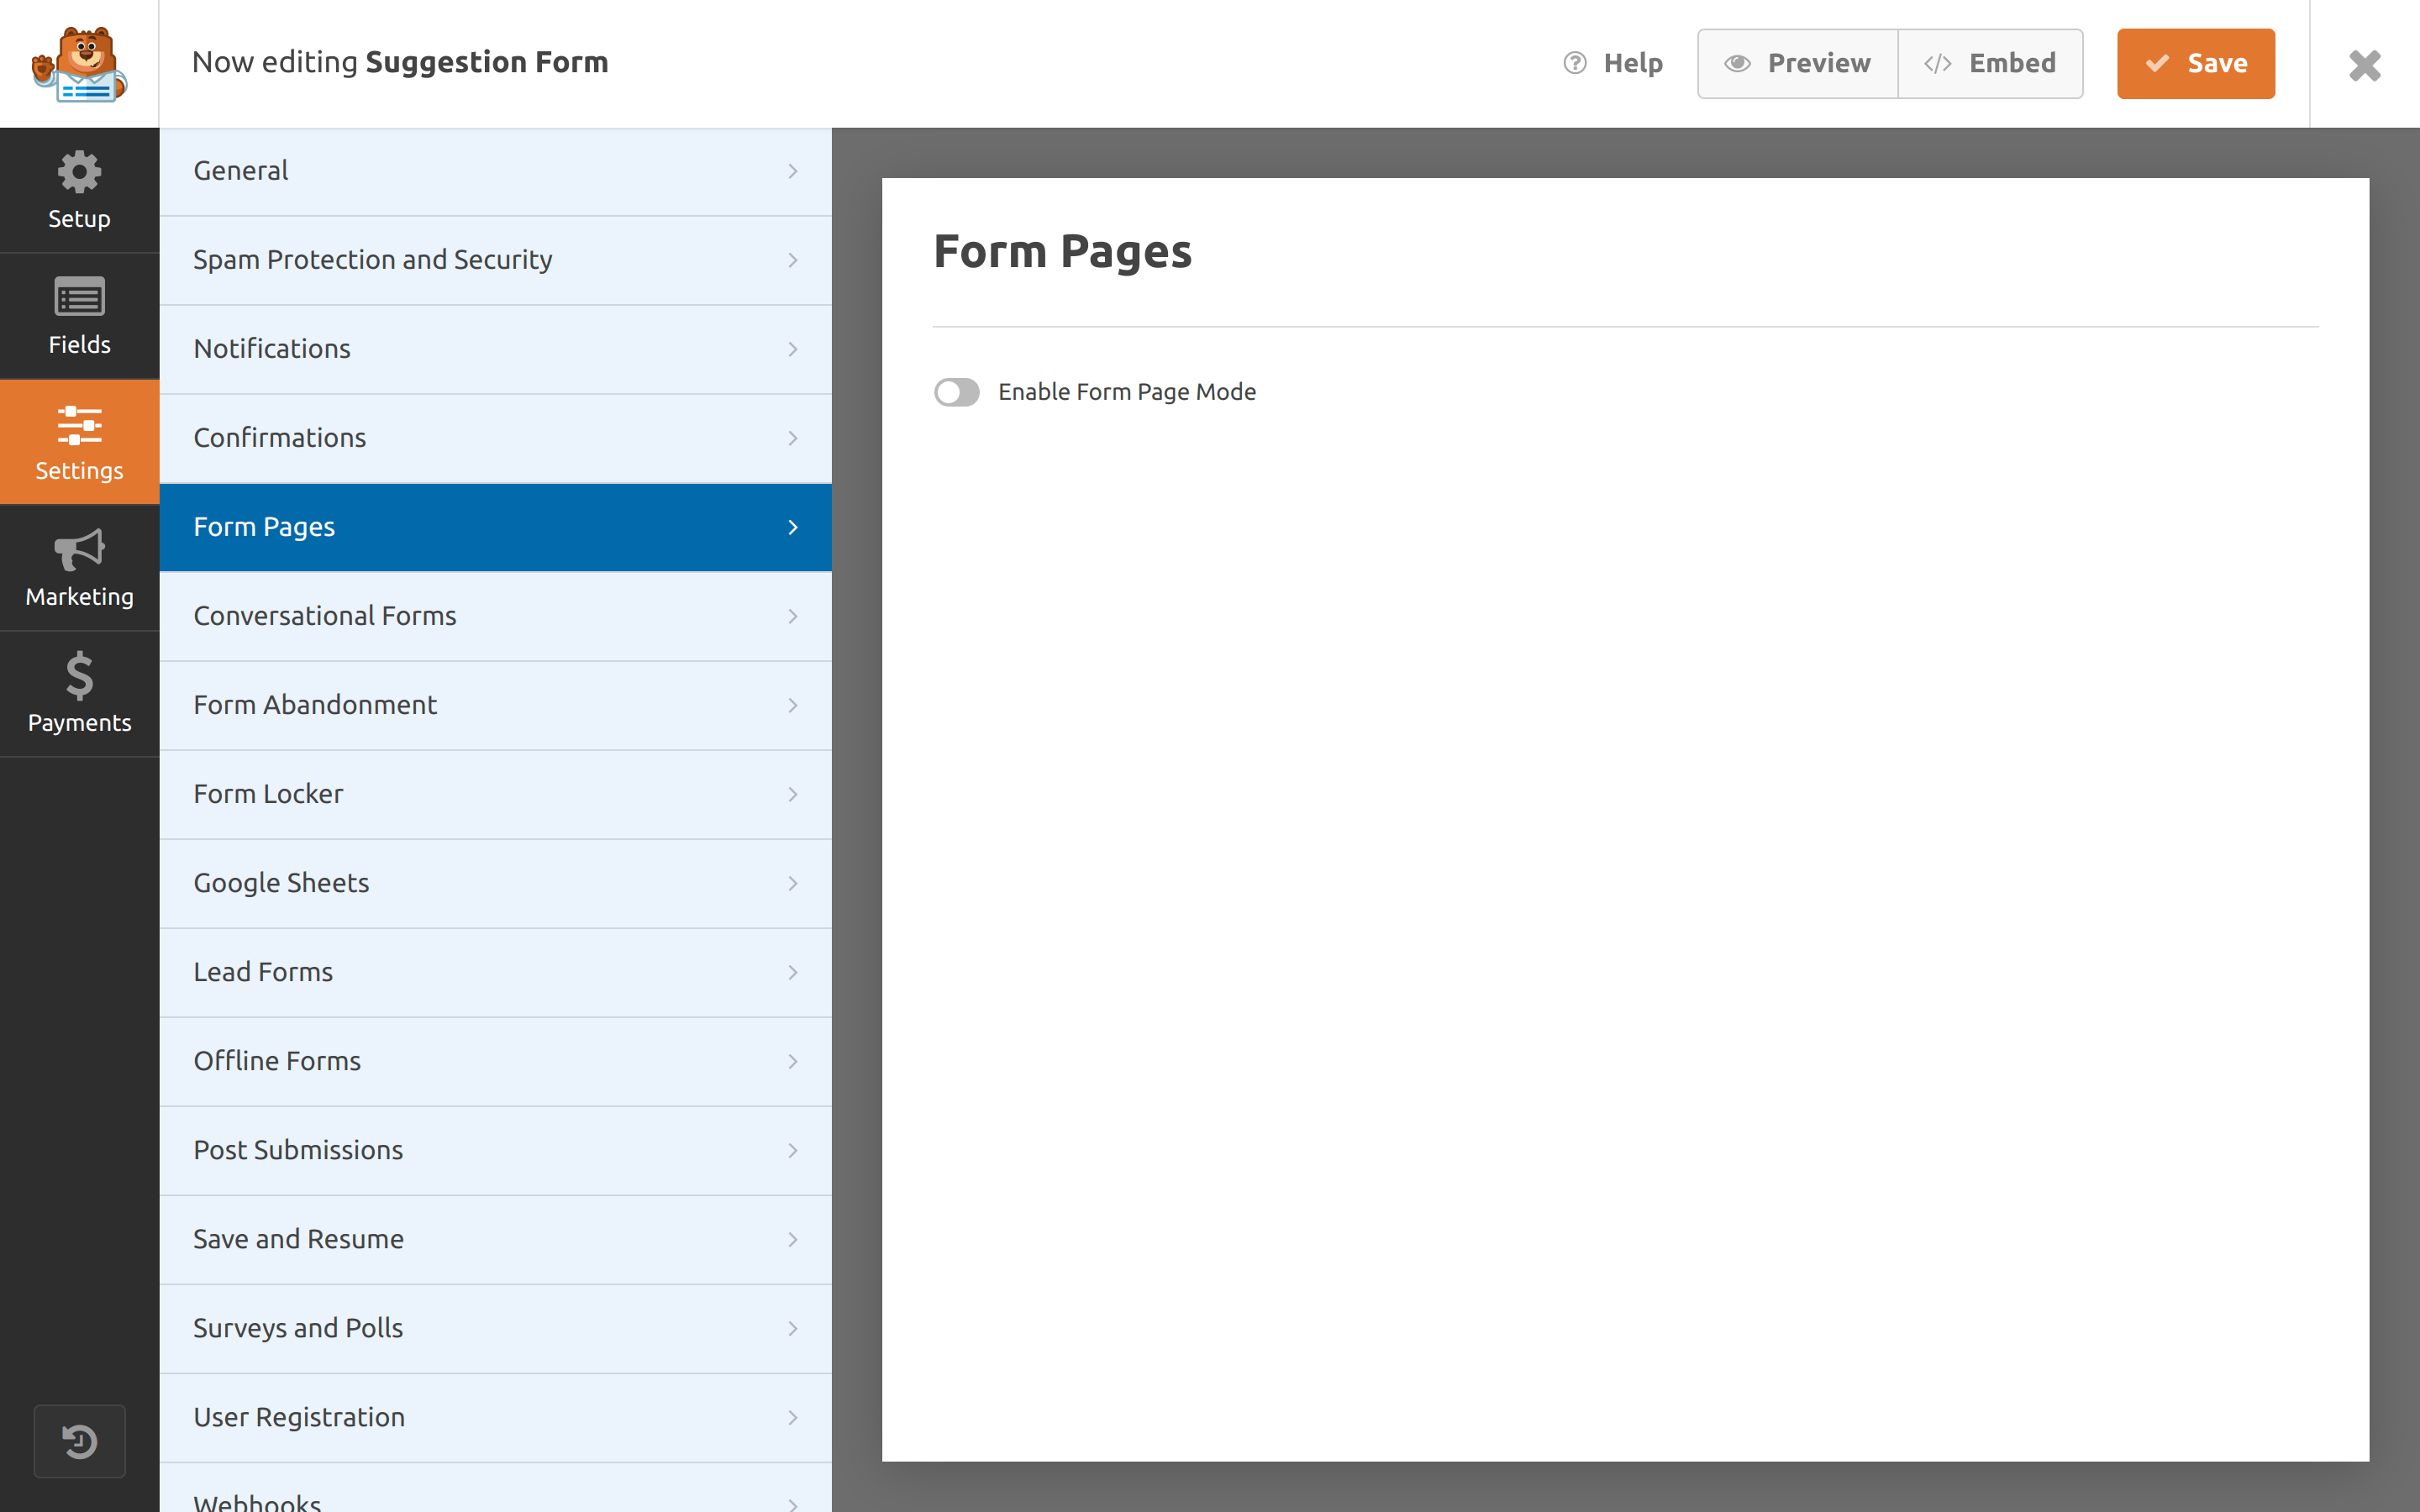 Now editing Suggestion Form
Help
Preview
Embed
Save
Setup
Fields
Settings
Marketing
Payments
General
Spam Protection and Security
Notifications
Confirmations
Form Pages
Conversational Forms
Form Abandonment
Form Locker
Google Sheets
Lead Forms
Offline Forms
Post Submissions
Save and Resume
Surveys and Polls
User Registration
Webhooks
Form Pages
Enable Form Page Mode